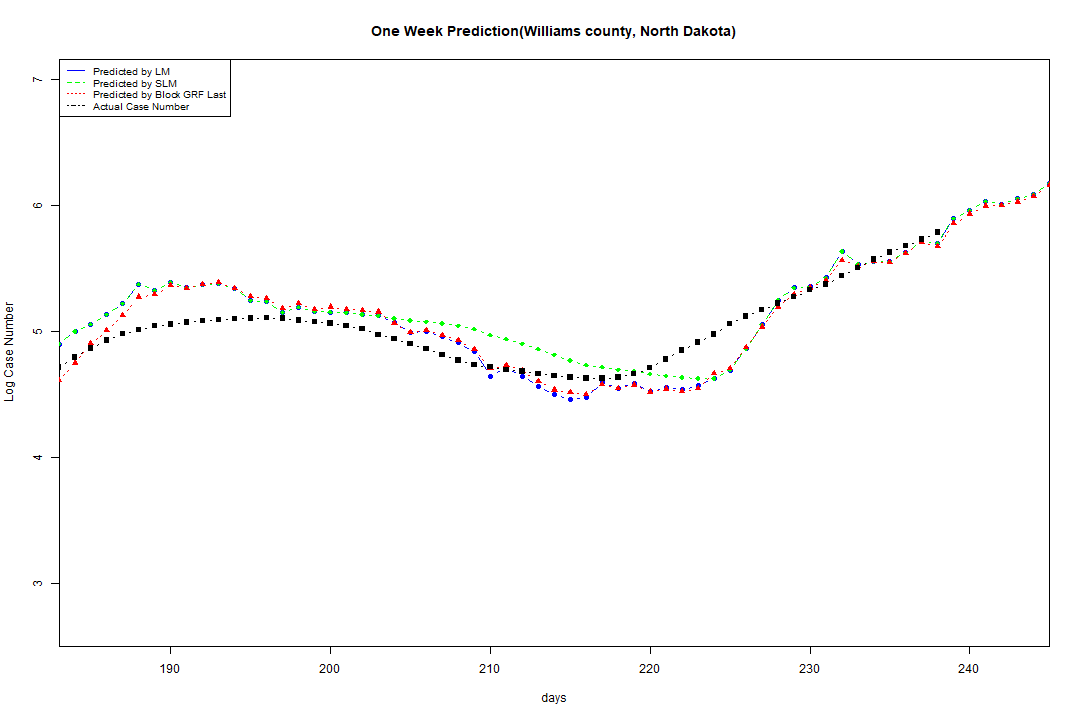 One Week Prediction(Williams county, North Dakota)
Predicted by LM
Predicted by SLM
Predicted by Block GRF Last
Actual Case Number
7
6
5
4
3
Log Case Number
190 200 210 220 230 240
days